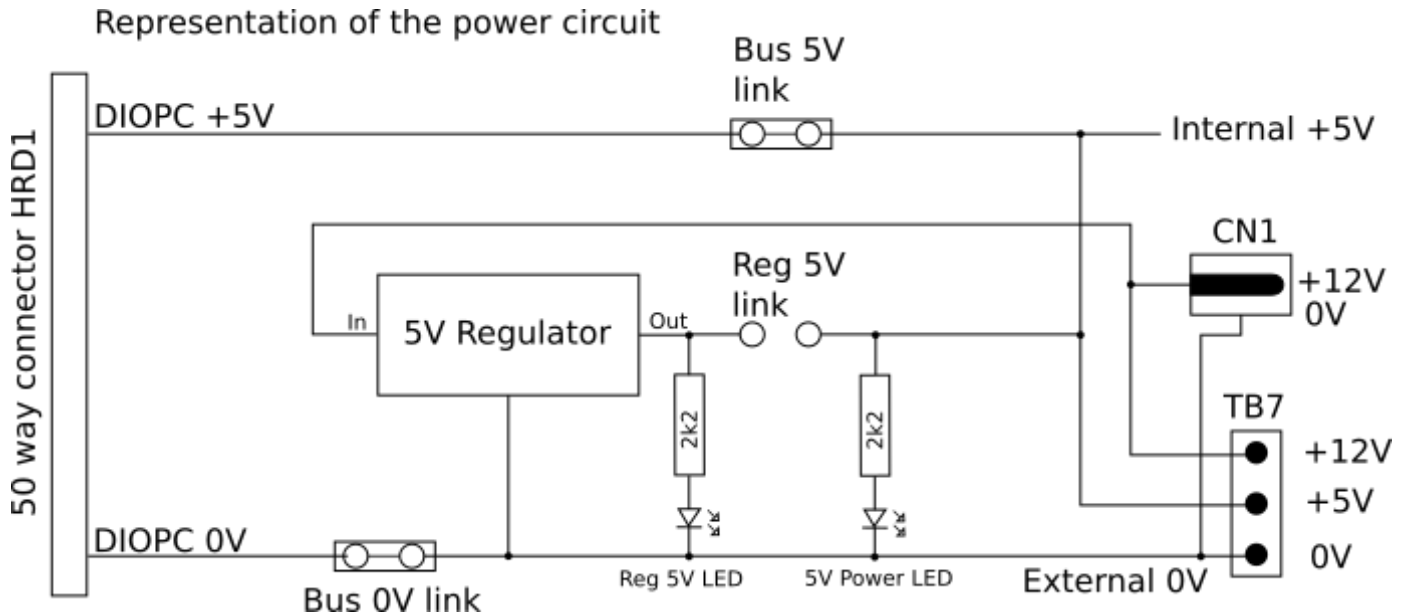 Representation of the power circuit
Bus 5V
link
DIOPC +5V
Internal +5V
50 way connector HRD1
CN1
+12V
0V
Reg 5V
link
In
5V Regulator
Out
2k2
2k2
TB7
+12V
+5V
0V
DIOPC 0V
Bus 0V link
Reg 5V LED
5V Power LED
External 0V